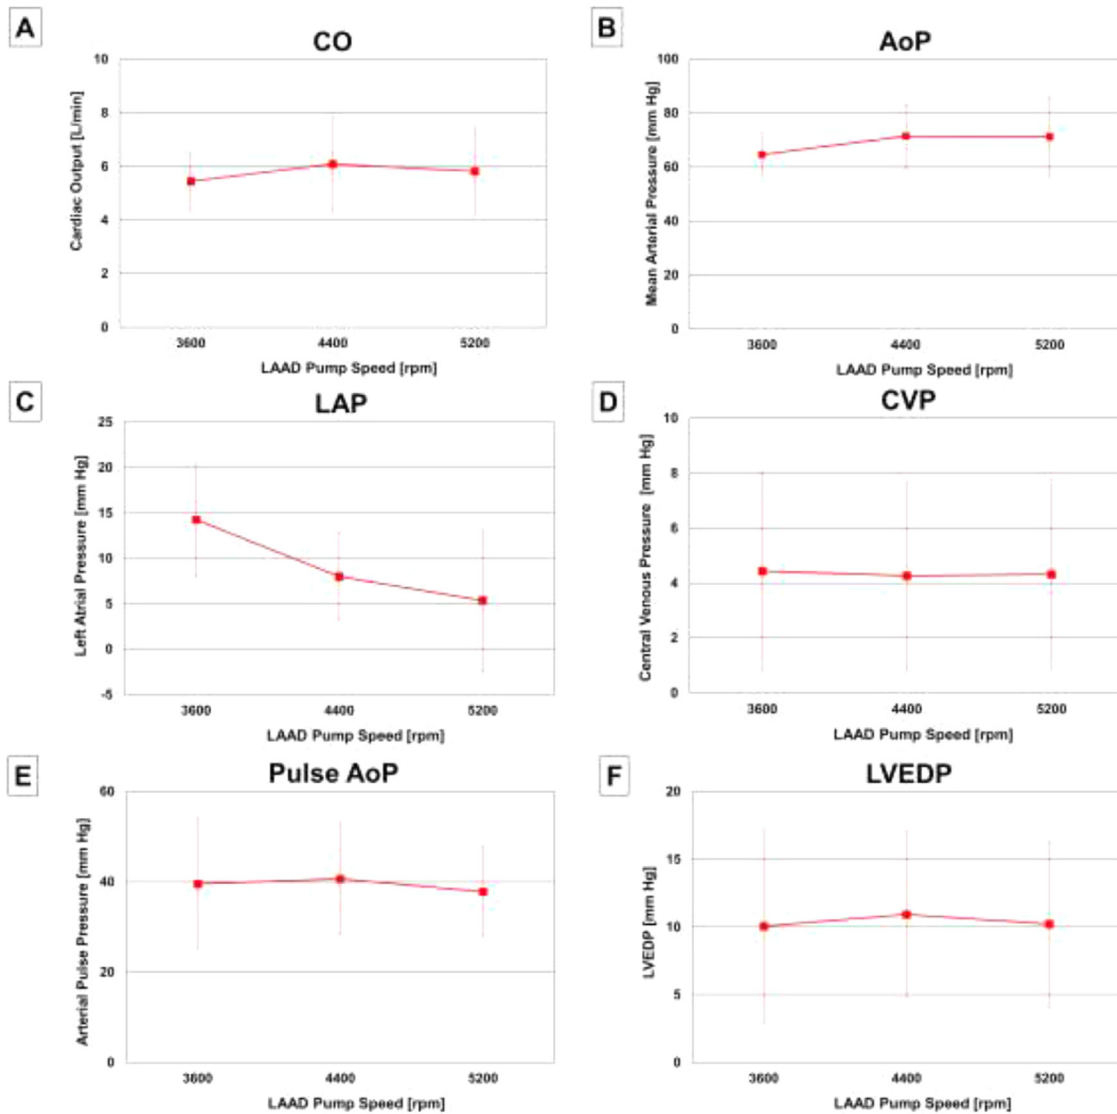 A
CO
Cardiac Output [L/min]
10
8
6
4
2
0
3600 4400 5200
LAAD Pump Speed [rpm]
B
AoP
Mean Arterial Pressure [mm Hg]
100
80
60
40
20
0
3600 4400 5200
LAAD Pump Speed [rpm]
C
LAP
Left Atrial Pressure [mm Hg]
25
20
15
10
5
0
-5
3600 4400 5200
LAAD Pump Speed [rpm]
D
CVP
Central Venous Pressure [mm Hg]
10
8
6
4
2
0
3600 4400 5200
LAAD Pump Speed [rpm]
E
Pulse AoP
Arterial Pulse Pressure [mm Hg]
60
40
20
0
3600 4400 5200
LAAD Pump Speed [rpm]
F
LVEDP
LVEDP [mm Hg]
20
15
10
5
0
3600 4400 5200
LAAD Pump Speed [rpm]